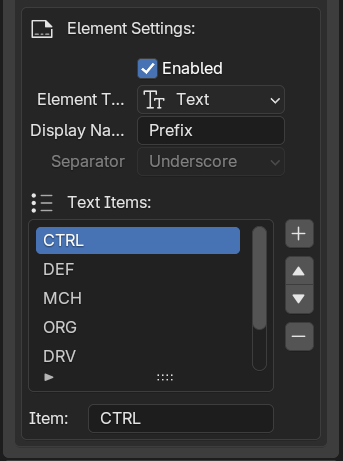 Element Settings:
Enabled
Element T... Text
Display Na... Prefix
Separator Underscore
Text Items:
CTRL
DEF
MCH
ORG
DRV
Item: CTRL